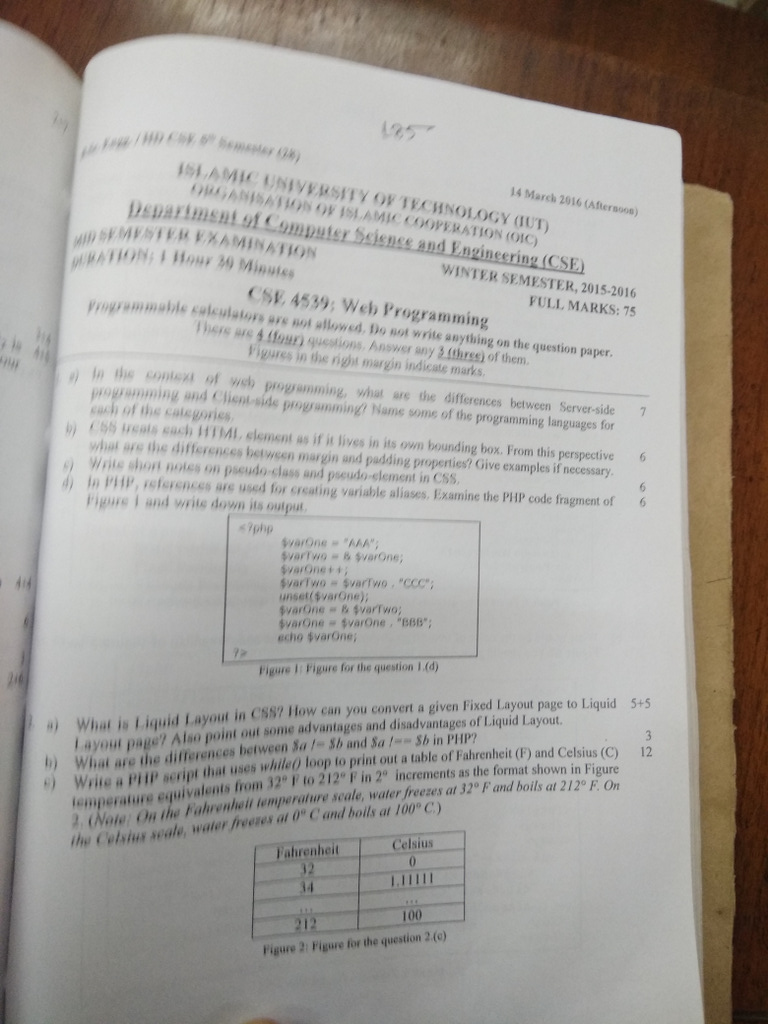 185
14 March 2016 (Afternoon)
ISLAMIC UNIVERSITY OF TECHNOLOGY (IUT)
ORGANISATION OF ISLAMIC COOPERATION (OIC)
Department of Computer Science and Engineering (CSE)
MID SEMESTER EXAMINATION WINTER SEMESTER, 2015-2016
DURATION: 1 Hour 30 Minutes FULL MARKS: 75
CSE 4539: Web Programming
Programmable calculators are not allowed. Do not write anything on the question paper.
There are 4 (four) questions. Answer any 3 (three) of them.
Figures in the right margin indicate marks.
a) In the context of web programming, what are the differences between Server-side 7
programming and Client-side programming? Name some of the programming languages for
each of the categories.
b) CSS treats each HTML element as if it lives in its own bounding box. From this perspective 6
what are the differences between margin and padding properties? Give examples if necessary.
c) Write short notes on pseudo-class and pseudo-element in CSS. 6
d) In PHP, references are used for creating variable aliases. Examine the PHP code fragment of 6
Figure 1 and write down its output.
<?php
$varOne = "AAA";
$varTwo = & $varOne;
$varOne++;
$varTwo = $varTwo . "CCC";
unset($varOne);
$varOne = & $varTwo;
$varOne = $varOne . "BBB";
echo $varOne;
?>
Figure 1: Figure for the question 1.(d)
a) What is Liquid Layout in CSS? How can you convert a given Fixed Layout page to Liquid 5+5
Layout page? Also point out some advantages and disadvantages of Liquid Layout.
b) What are the differences between $a != $b and $a !== $b in PHP? 3
c) Write a PHP script that uses while() loop to print out a table of Fahrenheit (F) and Celsius (C) 12
temperature equivalents from 32° F to 212° F in 2° increments as the format shown in Figure
2. (Note: On the Fahrenheit temperature scale, water freezes at 32° F and boils at 212° F. On
the Celsius scale, water freezes at 0° C and boils at 100° C.)
Fahrenheit Celsius
32 0
34 1.11111
... ...
212 100
Figure 2: Figure for the question 2.(c)